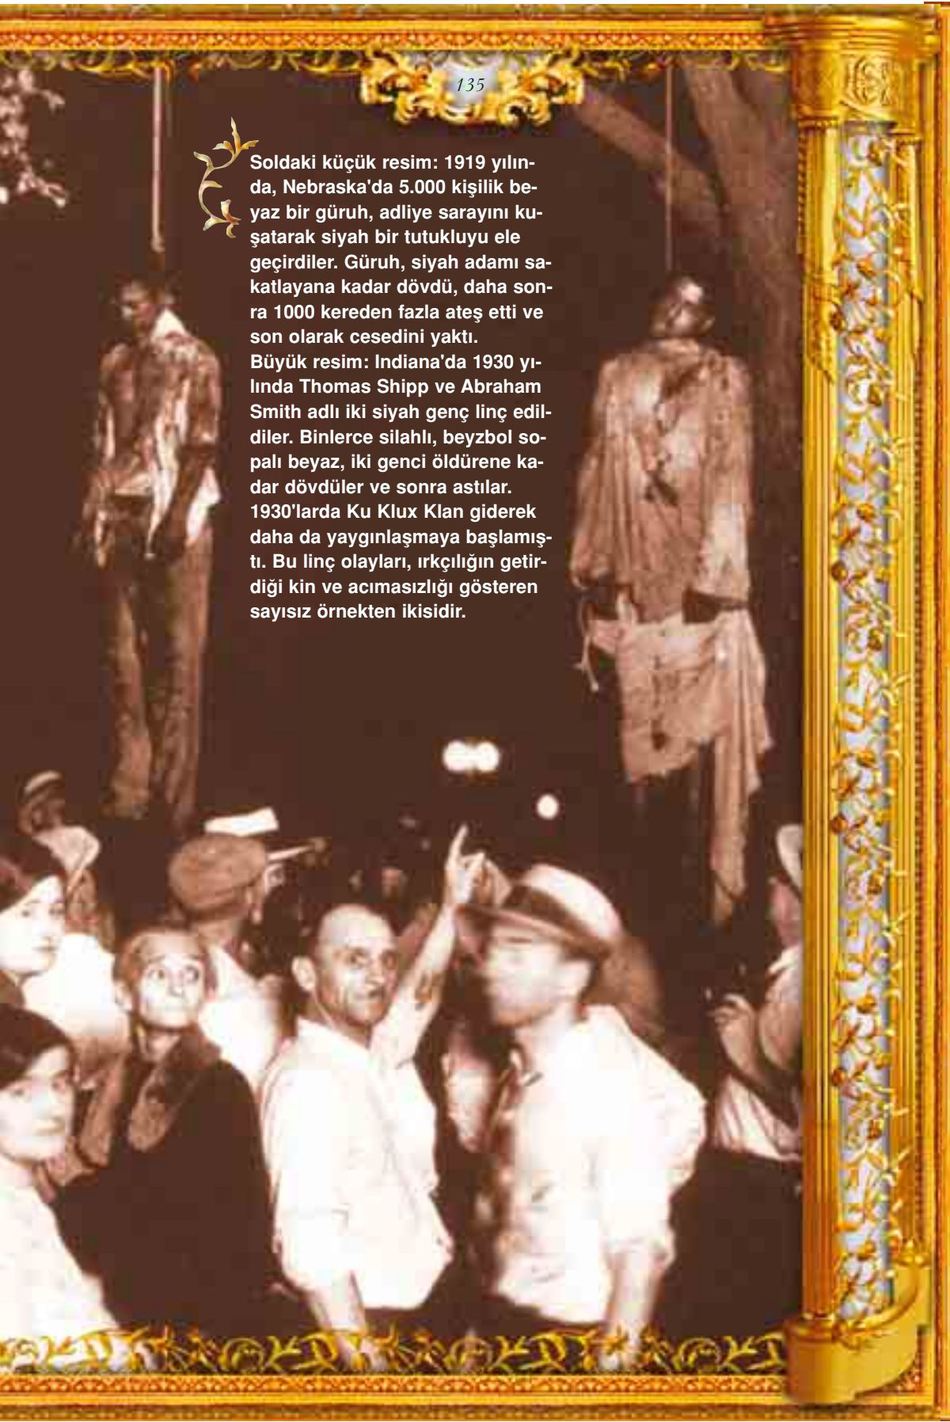 135
Soldaki küçük resim: 1919 yılın-
da, Nebraska'da 5.000 kişilik be-
yaz bir güruh, adliye sarayını ku-
şatarak siyah bir tutukluyu ele
geçirdiler. Güruh, siyah adamı sa-
katlayana kadar dövdü, daha son-
ra 1000 kereden fazla ateş etti ve
son olarak cesedini yaktı.
Büyük resim: Indiana'da 1930 yı-
lında Thomas Shipp ve Abraham
Smith adlı iki siyah genç linç edil-
diler. Binlerce silahlı, beyzbol so-
palı beyaz, iki genci öldürene ka-
dar dövdüler ve sonra astılar.
1930'larda Ku Klux Klan giderek
daha da yaygınlaşmaya başlamış-
tı. Bu linç olayları, ırkçılığın getir-
diği kin ve acımasızlığı gösteren
sayısız örnekten ikisidir.